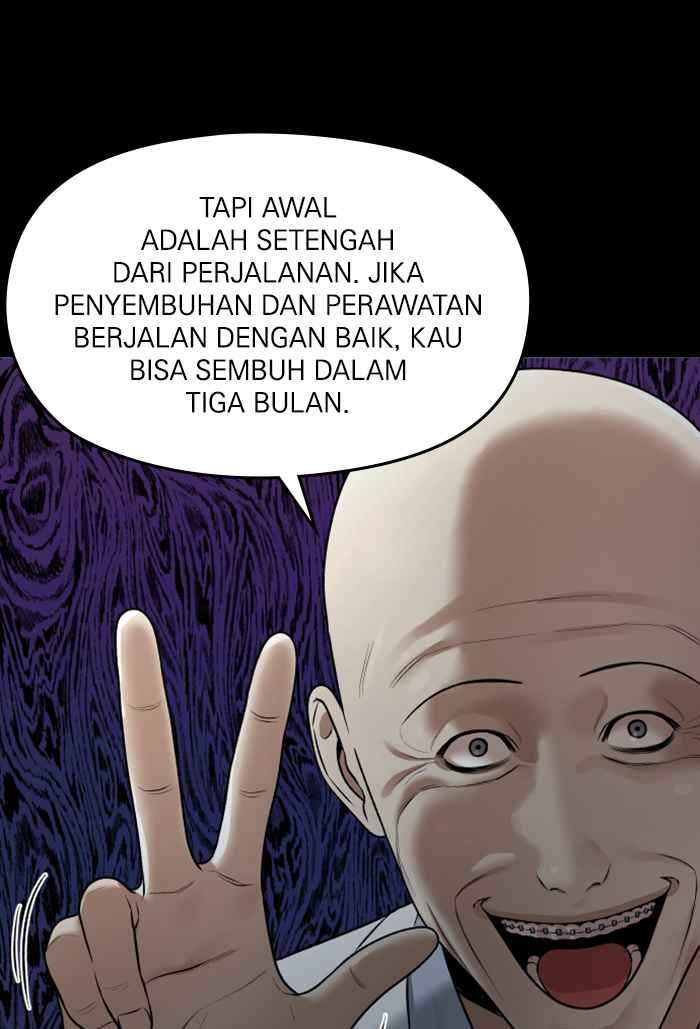 TAPI AWAL
ADALAH SETENGAH
DARI PERJALANAN. JIKA
PENYEMBUHAN DAN PERAWATAN
BERJALAN DENGAN BAIK, KAU
BISA SEMBUH DALAM
TIGA BULAN.